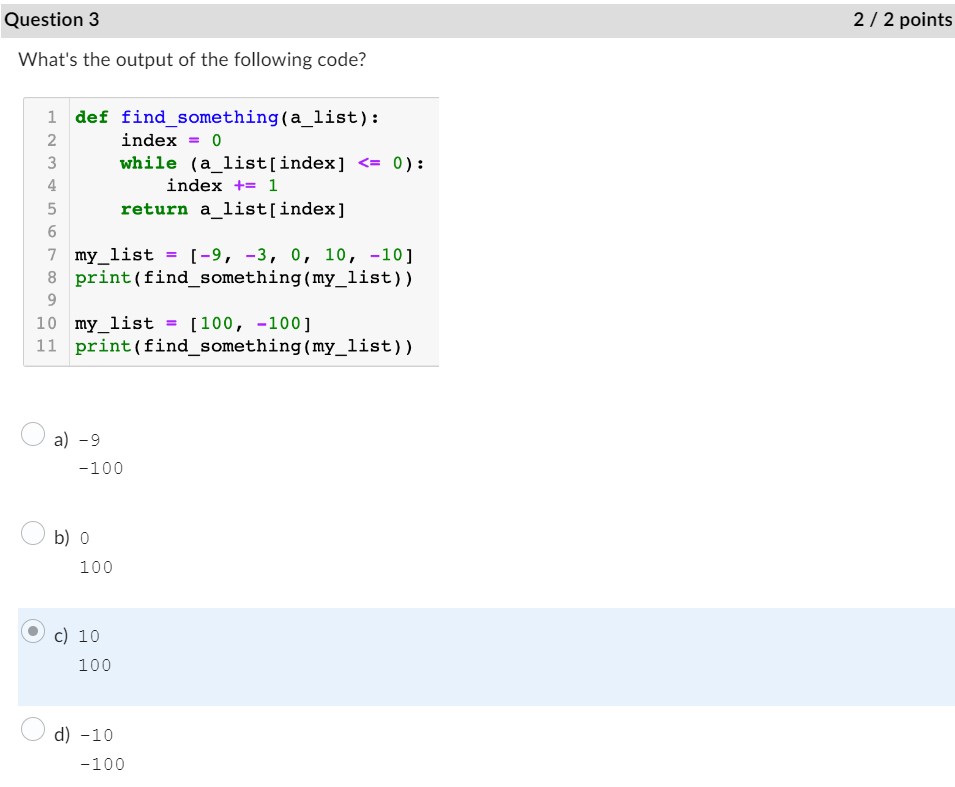 Question 3 2 / 2 points
What's the output of the following code?
1 def find_something(a_list):
2     index = 0
3     while (a_list[index] <= 0):
4         index += 1
5     return a_list[index]
6
7 my_list = [-9, -3, 0, 10, -10]
8 print(find_something(my_list))
9
10 my_list = [100, -100]
11 print(find_something(my_list))
a) -9
-100
b) 0
100
c) 10
100
d) -10
-100